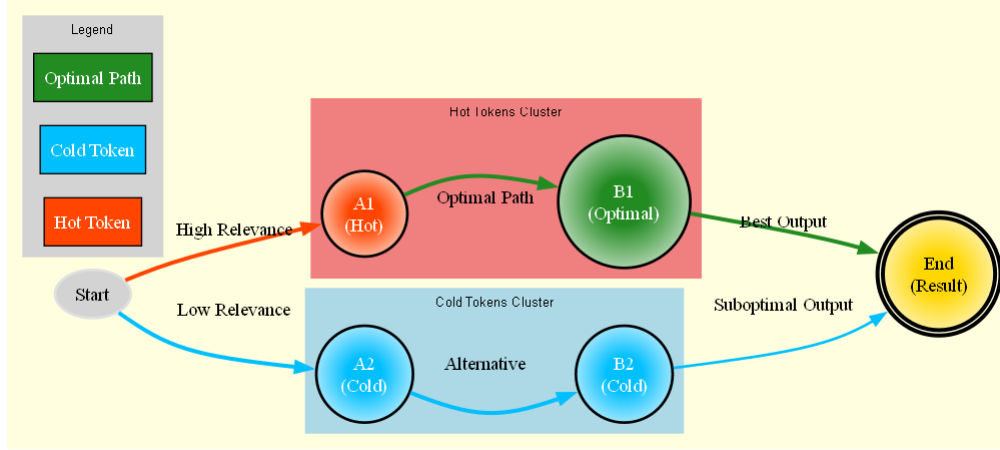 Legend
Optimal Path
Cold Token
Hot Token
Start
High Relevance
Low Relevance
Hot Tokens Cluster
A1
(Hot)
Optimal Path
B1
(Optimal)
Best Output
Cold Tokens Cluster
A2
(Cold)
Alternative
B2
(Cold)
Suboptimal Output
End
(Result)